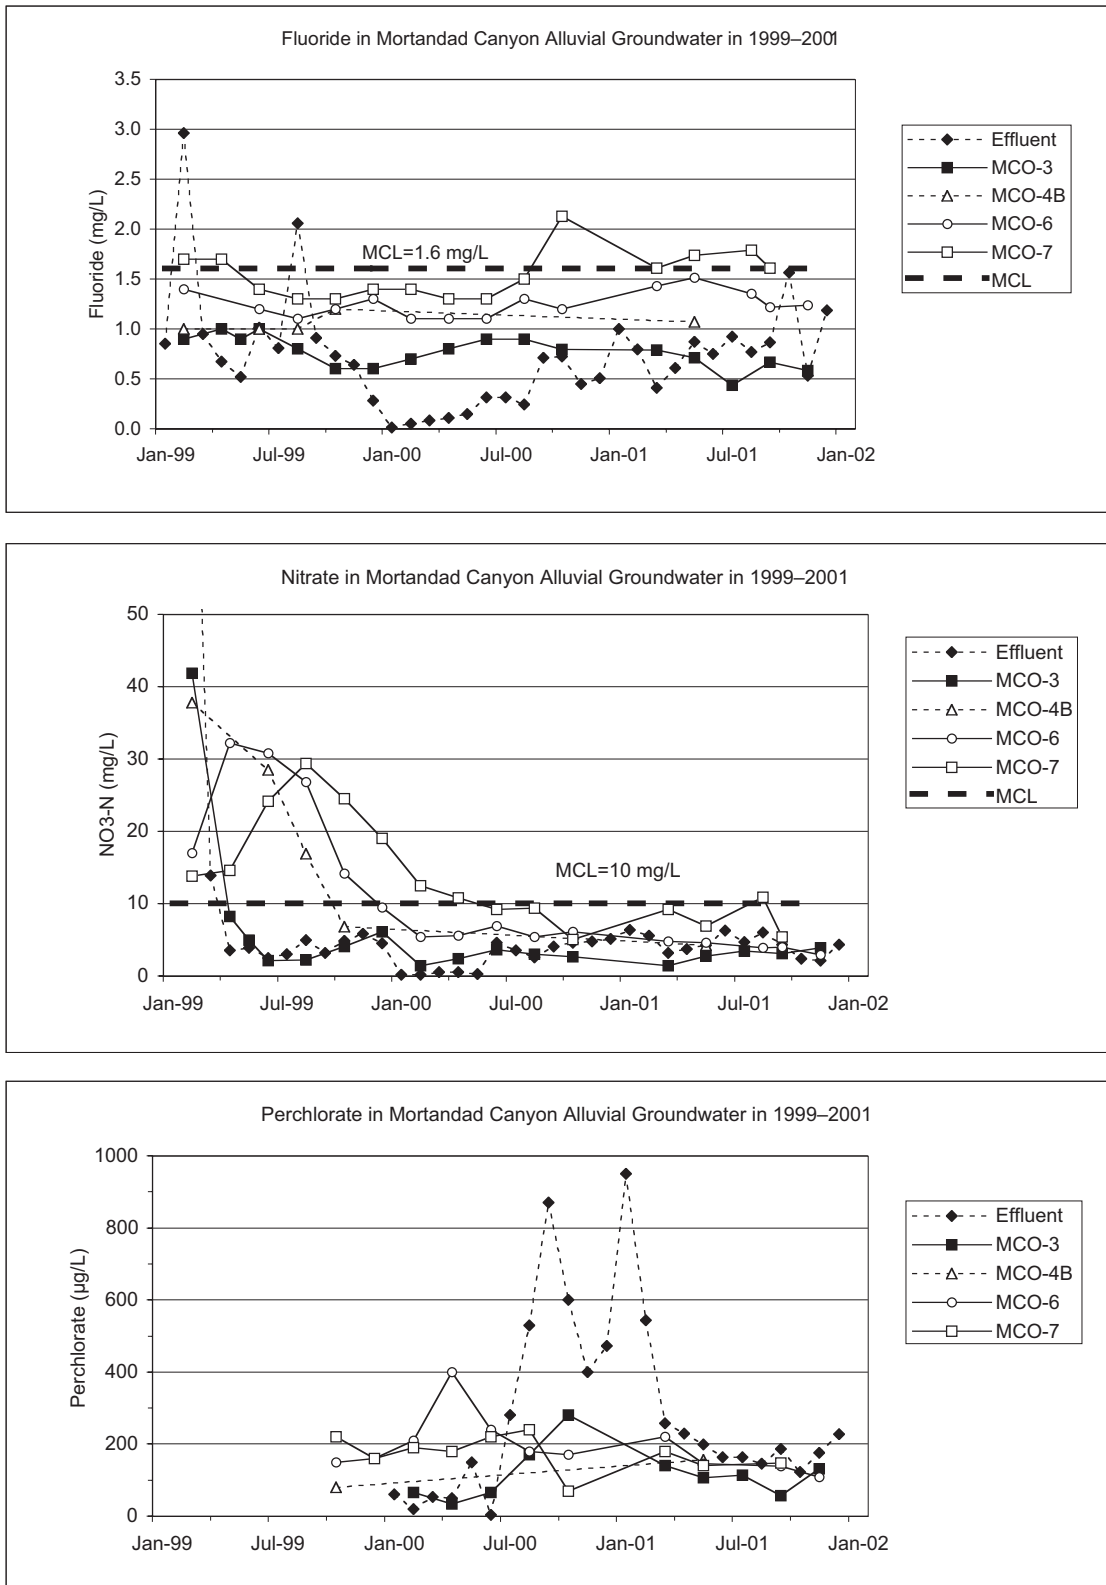 Fluoride in Mortandad Canyon Alluvial Groundwater in 1999–2001
3.5
3.0
2.5
2.0
1.5
1.0
0.5
0.0
Fluoride (mg/L)
MCL=1.6 mg/L
Jan-99
Jul-99
Jan-00
Jul-00
Jan-01
Jul-01
Jan-02
Effluent
MCO-3
MCO-4B
MCO-6
MCO-7
MCL
Nitrate in Mortandad Canyon Alluvial Groundwater in 1999–2001
50
40
30
20
10
0
NO3-N (mg/L)
MCL=10 mg/L
Jan-99
Jul-99
Jan-00
Jul-00
Jan-01
Jul-01
Jan-02
Effluent
MCO-3
MCO-4B
MCO-6
MCO-7
MCL
Perchlorate in Mortandad Canyon Alluvial Groundwater in 1999–2001
1000
800
600
400
200
0
Perchlorate (µg/L)
Jan-99
Jul-99
Jan-00
Jul-00
Jan-01
Jul-01
Jan-02
Effluent
MCO-3
MCO-4B
MCO-6
MCO-7